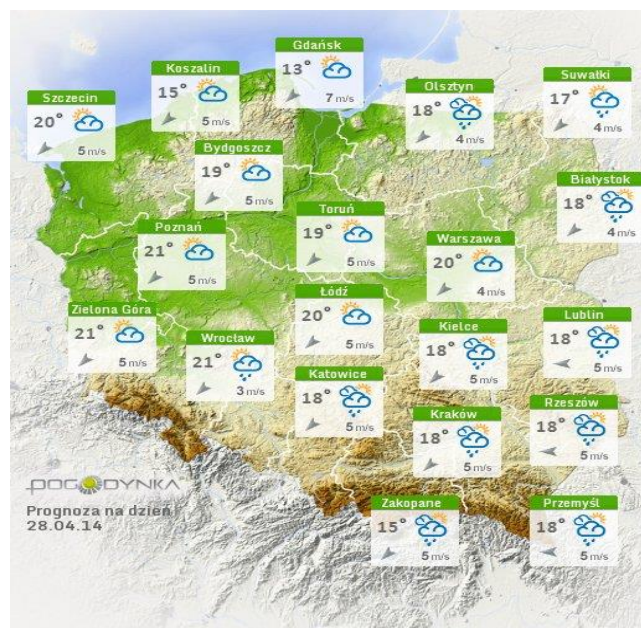 Gdańsk
13°
7 m/s
Koszalin
15°
5 m/s
Suwałki
17°
4 m/s
Olsztyn
18°
4 m/s
Szczecin
20°
5 m/s
Bydgoszcz
19°
5 m/s
Białystok
18°
4 m/s
Toruń
19°
5 m/s
Poznań
21°
5 m/s
Warszawa
20°
4 m/s
Łódź
20°
5 m/s
Zielona Góra
21°
5 m/s
Lublin
18°
5 m/s
Kielce
18°
5 m/s
Wrocław
21°
3 m/s
Katowice
18°
5 m/s
Rzeszów
18°
5 m/s
Kraków
18°
5 m/s
POGODYNKA
Prognoza na dzień
28.04.14
Zakopane
15°
5 m/s
Przemyśl
18°
5 m/s